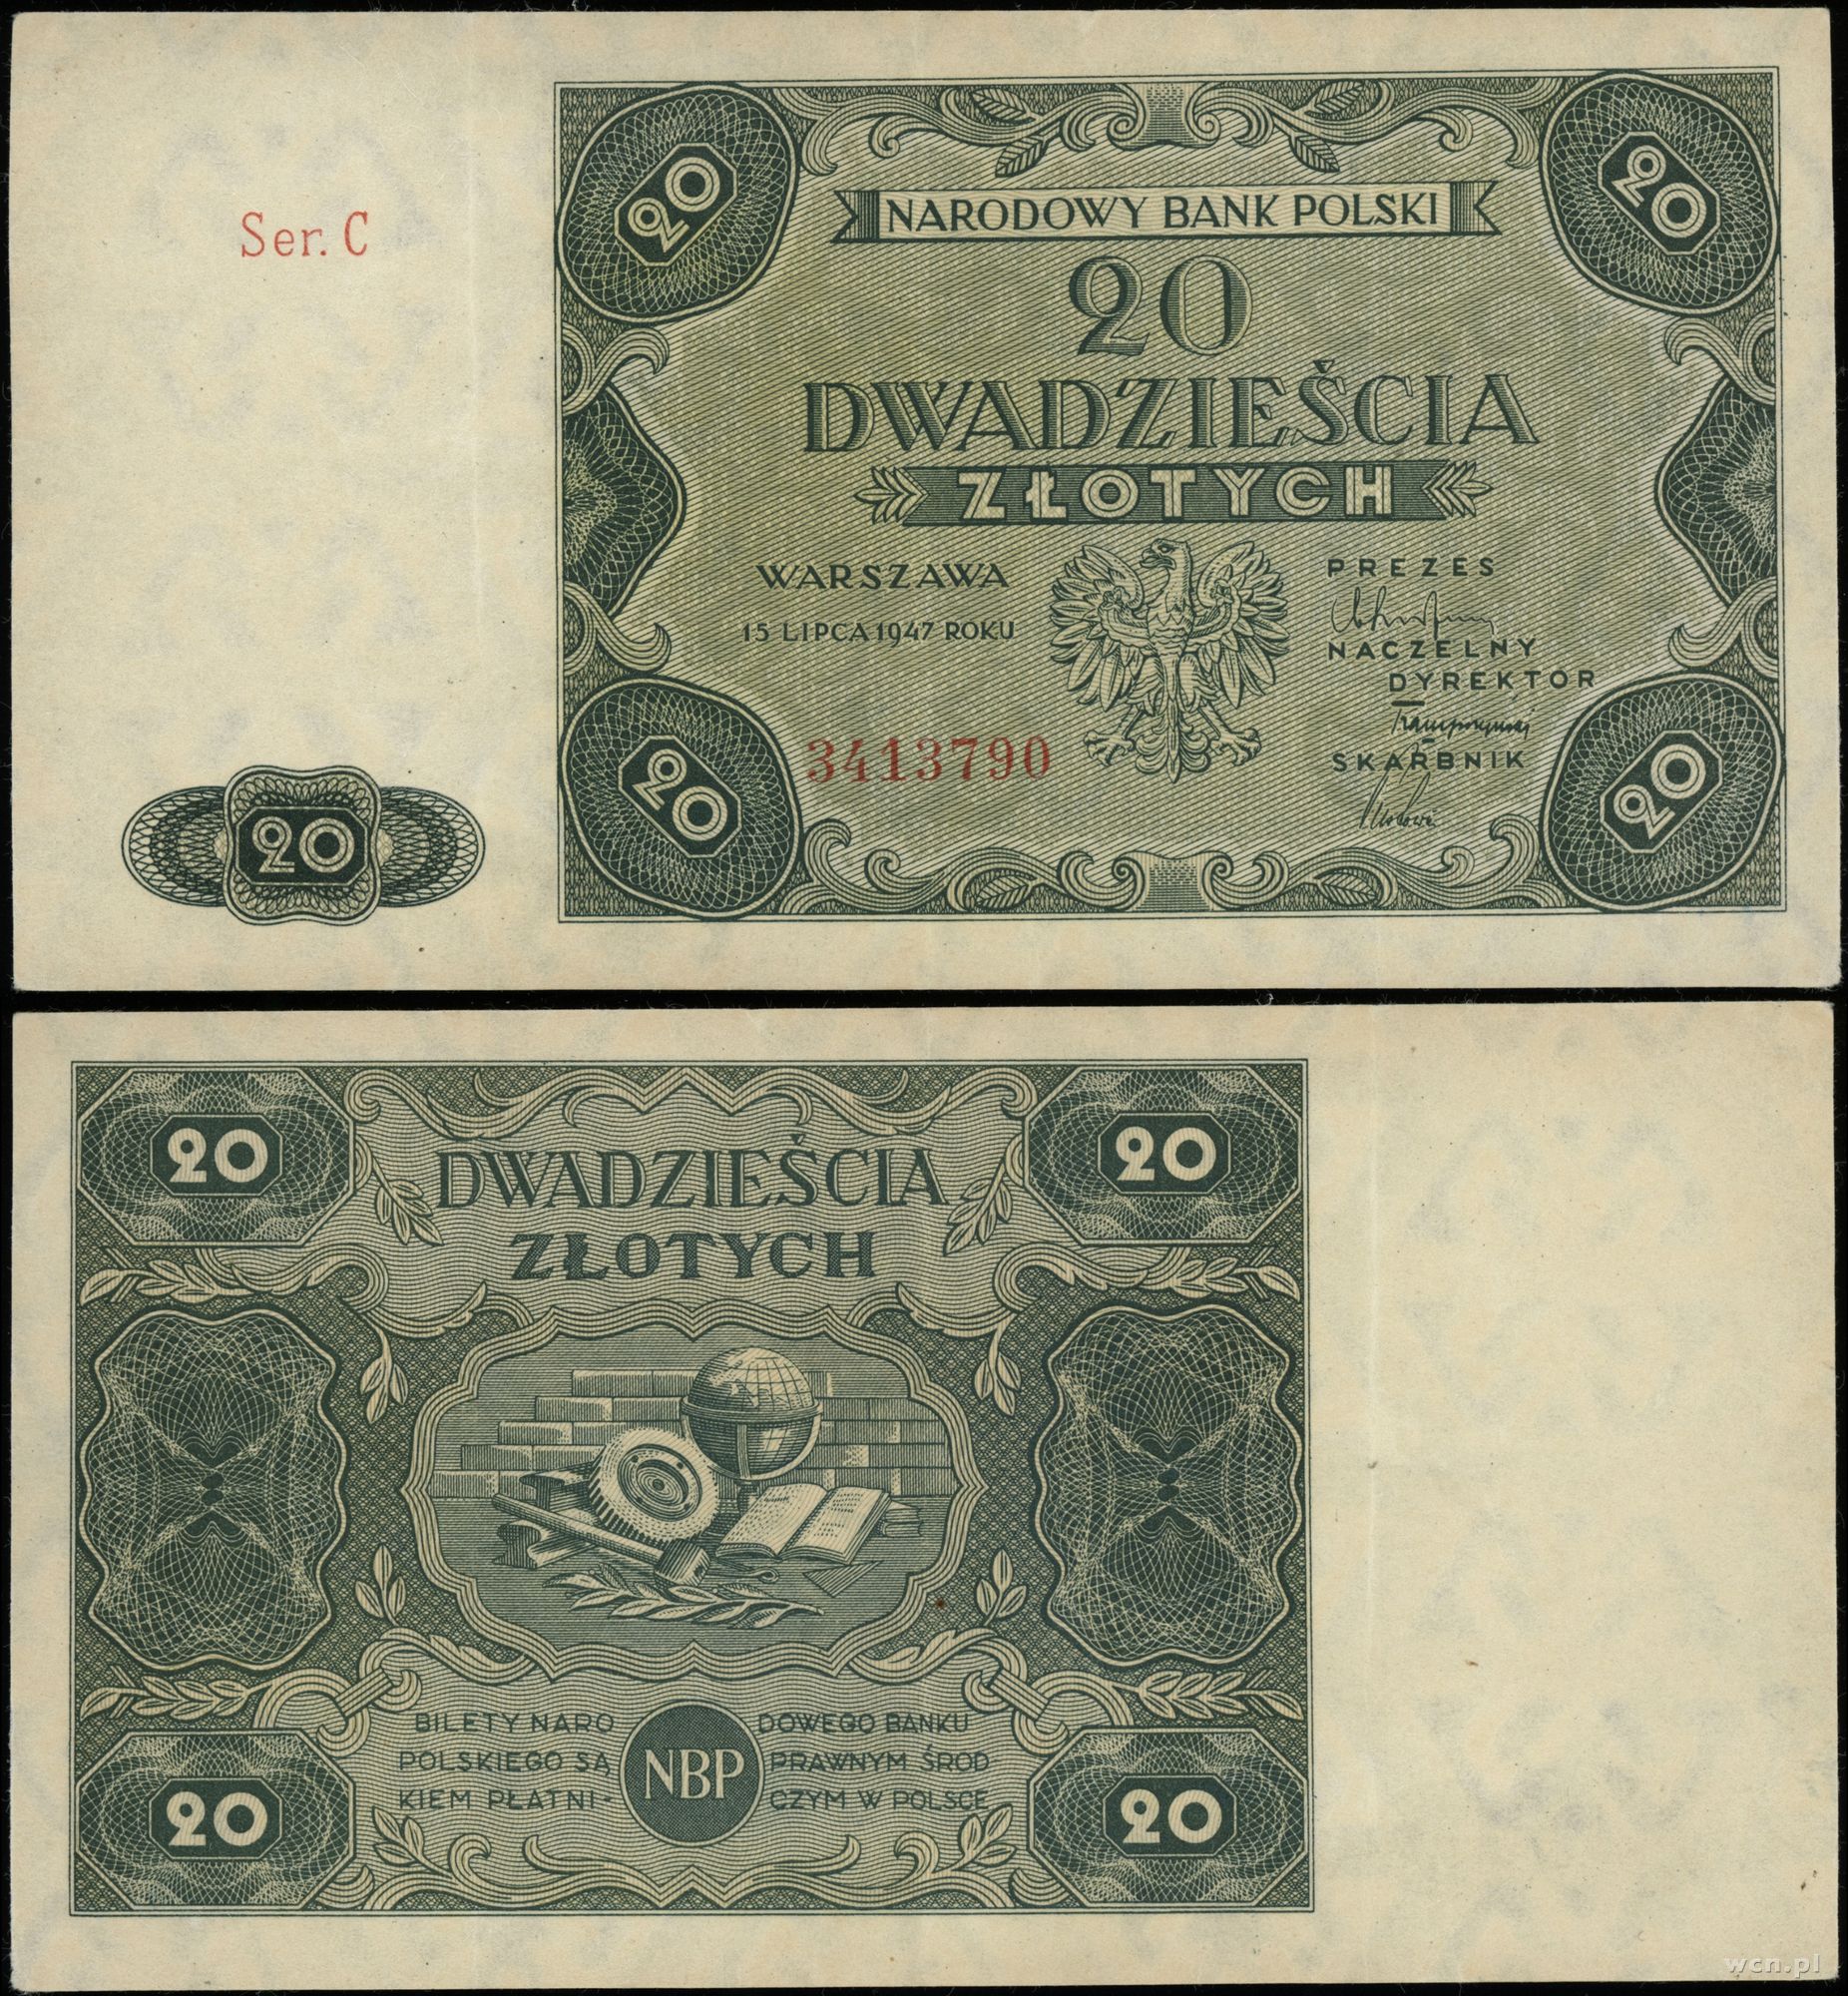 Ser. C
20
20
20
NARODOWY BANK POLSKI
20
DWADZIEŚCIA
ZŁOTYCH
WARSZAWA
15 LIPCA 1947 ROKU
PREZES
NACZELNY
DYREKTOR
SKARBNIK
3413790
20
20
20
20
DWADZIEŚCIA
ZŁOTYCH
BILETY NARO DOWEGO BANKU
POLSKIEGO SĄ NBP PRAWNYM ŚROD-
KIEM PŁATNI- CZYM W POLSCE
20
20
wcn.pl